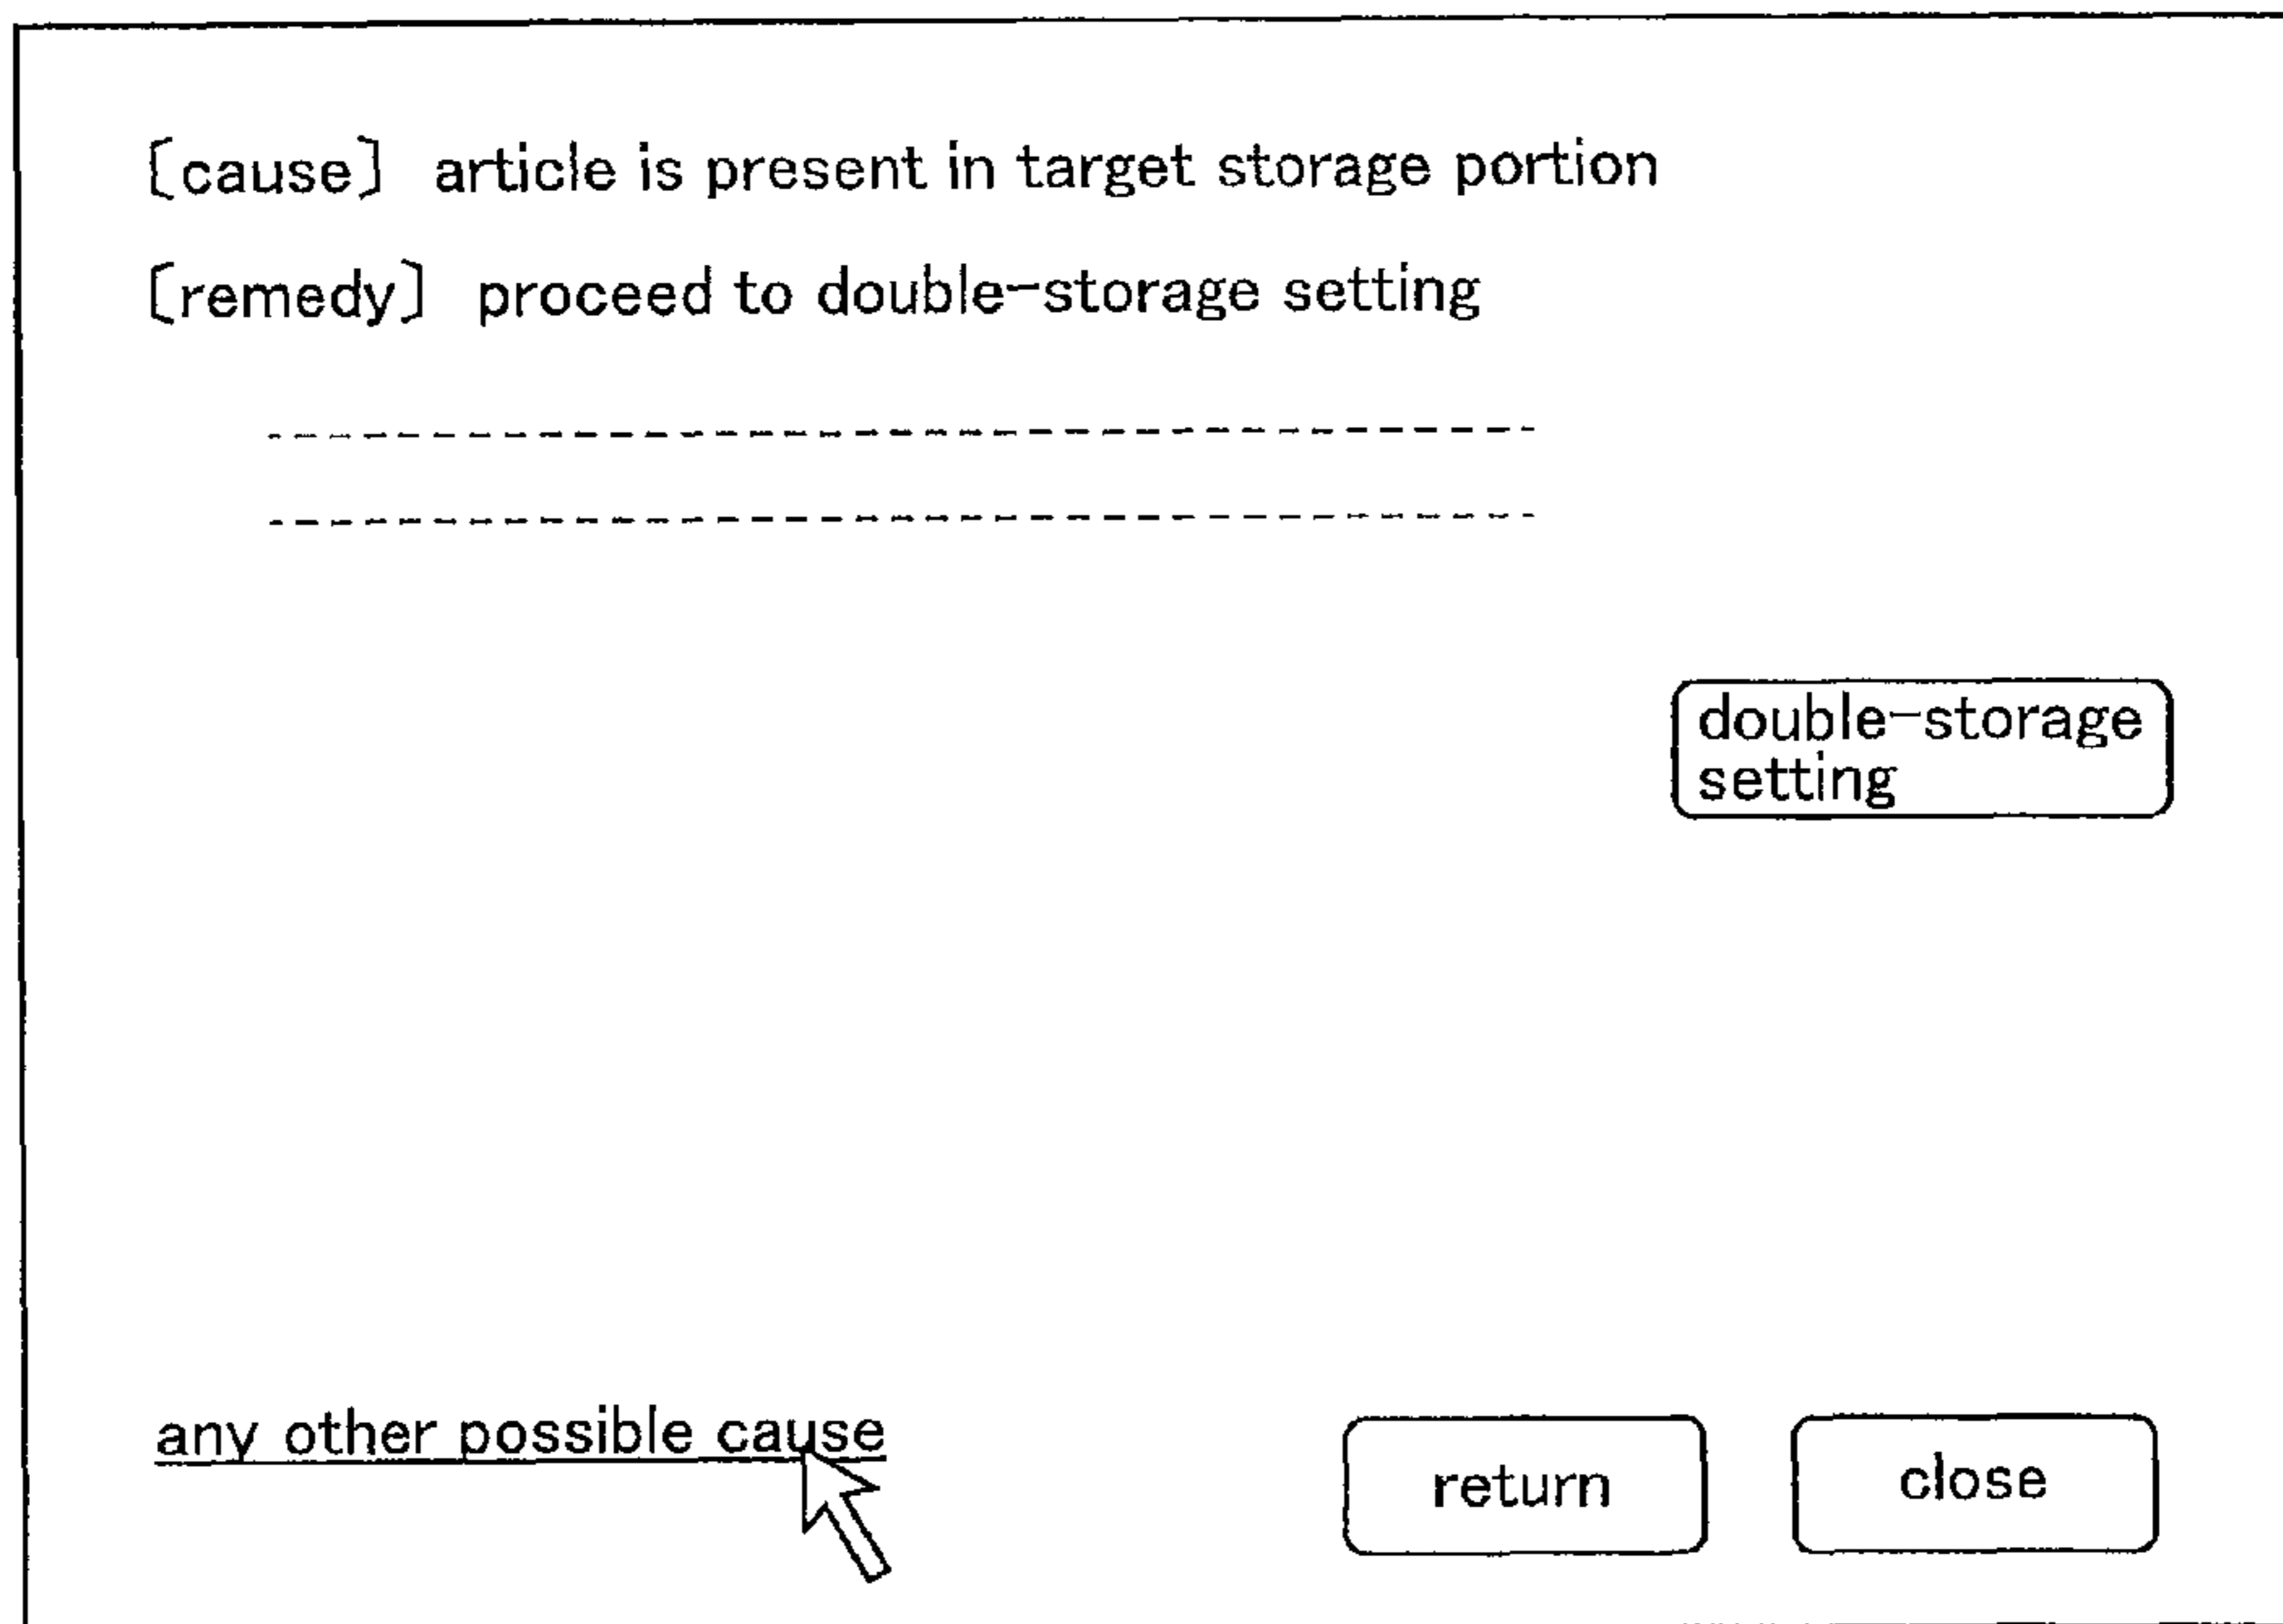 〔cause〕 article is present in target storage portion
〔remedy〕 proceed to double-storage setting
double-storage
setting
any other possible cause
return
close